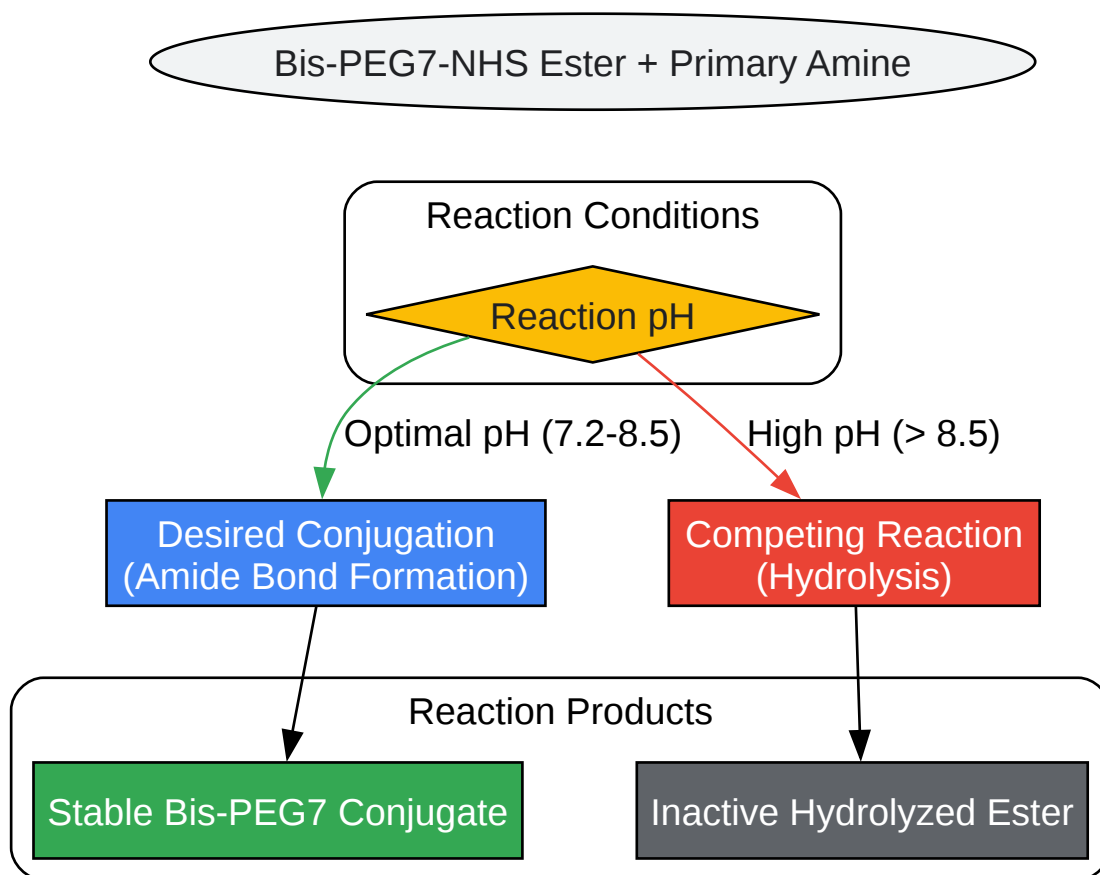 Bis-PEG7-NHS Ester + Primary Amine
Reaction Conditions
Reaction pH
Optimal pH (7.2-8.5)
High pH (> 8.5)
Desired Conjugation
(Amide Bond Formation)
Competing Reaction
(Hydrolysis)
Reaction Products
Stable Bis-PEG7 Conjugate
Inactive Hydrolyzed Ester